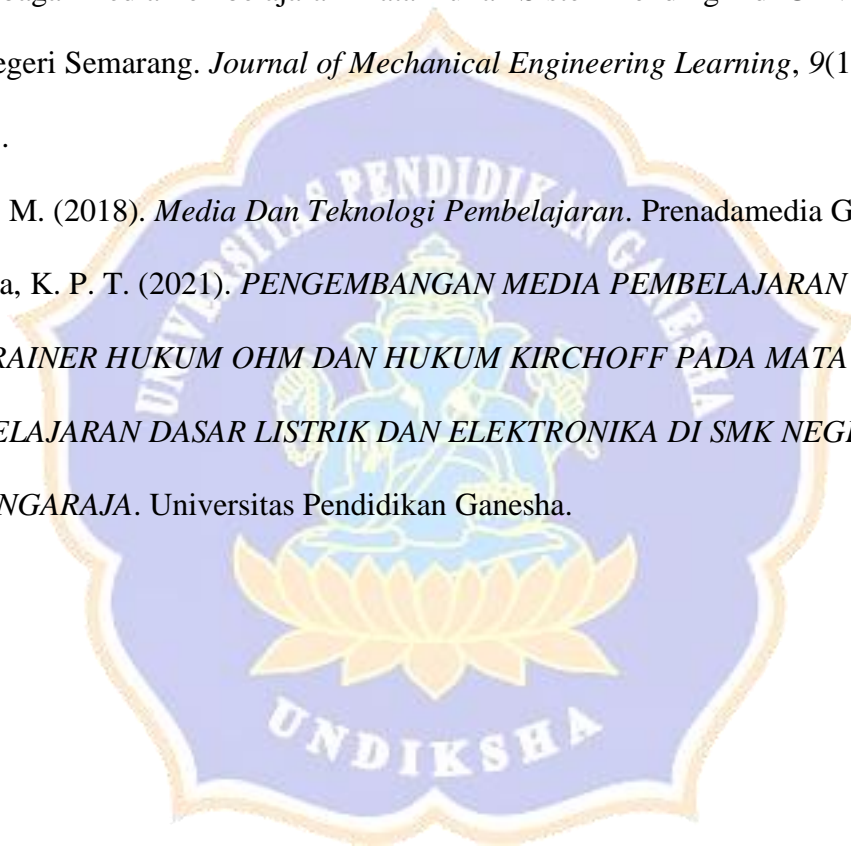 Negeri Semarang. Journal of Mechanical Engineering Learning, 9(1
M. (2018). Media Dan Teknologi Pembelajaran. Prenadamedia G
a, K. P. T. (2021). PENGEMBANGAN MEDIA PEMBELAJARAN
RAINER HUKUM OHM DAN HUKUM KIRCHOFF PADA MATA
ELAJARAN DASAR LISTRIK DAN ELEKTRONIKA DI SMK NEGE
NGARAJA. Universitas Pendidikan Ganesha.
UNIVERSITAS PENDIDIKAN GANESHA
UNDIKSHA